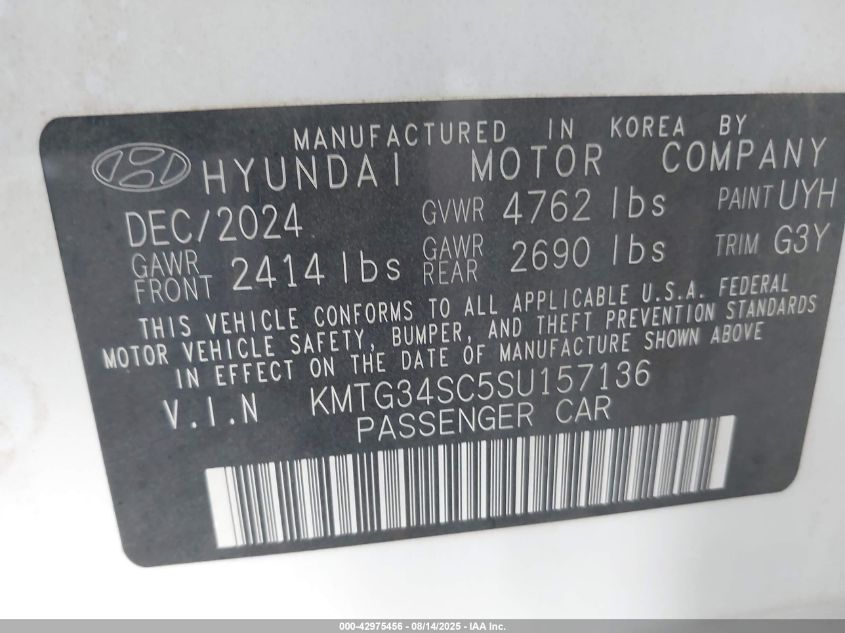 MANUFACTURED IN KOREA BY
HYUNDAI MOTOR COMPANY
DEC/2024 GVWR 4762 lbs PAINT UYH
GAWR FRONT 2414 lbs GAWR REAR 2690 lbs TRIM G3Y
THIS VEHICLE CONFORMS TO ALL APPLICABLE U.S.A. FEDERAL
MOTOR VEHICLE SAFETY, BUMPER, AND THEFT PREVENTION STANDARDS
IN EFFECT ON THE DATE OF MANUFACTURE SHOWN ABOVE
V.I.N KMTG34SC5SU157136
PASSENGER CAR
000-42975456 - 08/14/2025 - IAA Inc.